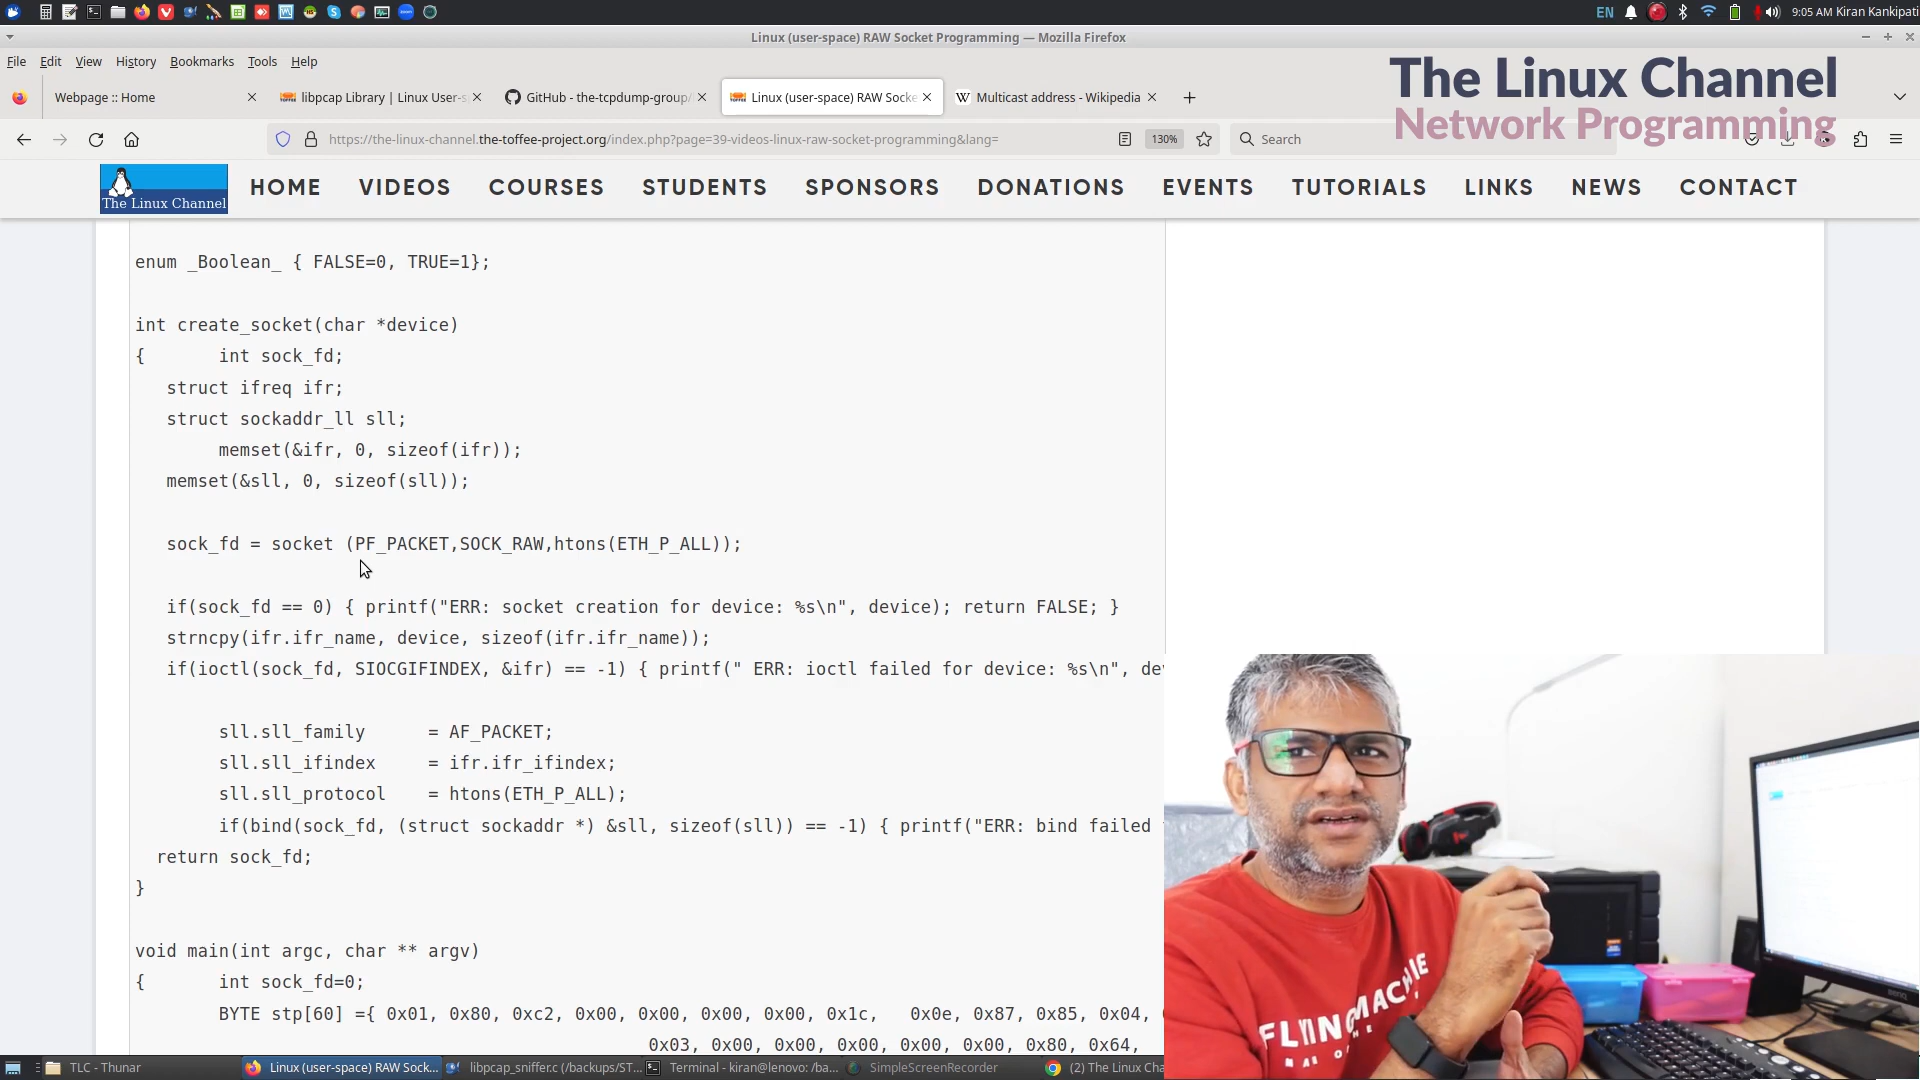 EN
9:05 AM Kiran Kankipati
Linux (user-space) RAW Socket Programming — Mozilla Firefox
File Edit View History Bookmarks Tools Help
The Linux Channel
Network Programming
Webpage :: Home
libpcap Library | Linux User-s
GitHub - the-tcpdump-group/
Linux (user-space) RAW Socke
Multicast address - Wikipedia
https://the-linux-channel.the-toffee-project.org/index.php?page=39-videos-linux-raw-socket-programming&lang=
130%
Search
The Linux Channel
HOME VIDEOS COURSES STUDENTS SPONSORS DONATIONS EVENTS TUTORIALS LINKS NEWS CONTACT
enum _Boolean_ { FALSE=0, TRUE=1};
int create_socket(char *device)
{ int sock_fd;
struct ifreq ifr;
struct sockaddr_ll sll;
memset(&ifr, 0, sizeof(ifr));
memset(&sll, 0, sizeof(sll));
sock_fd = socket (PF_PACKET,SOCK_RAW,htons(ETH_P_ALL));
if(sock_fd == 0) { printf("ERR: socket creation for device: %s\n", device); return FALSE; }
strncpy(ifr.ifr_name, device, sizeof(ifr.ifr_name));
if(ioctl(sock_fd, SIOCGIFINDEX, &ifr) == -1) { printf(" ERR: ioctl failed for device: %s\n", dev
sll.sll_family = AF_PACKET;
sll.sll_ifindex = ifr.ifr_ifindex;
sll.sll_protocol = htons(ETH_P_ALL);
if(bind(sock_fd, (struct sockaddr *) &sll, sizeof(sll)) == -1) { printf("ERR: bind failed
return sock_fd;
}
void main(int argc, char ** argv)
{ int sock_fd=0;
BYTE stp[60] ={ 0x01, 0x80, 0xc2, 0x00, 0x00, 0x00, 0x00, 0x1c, 0x0e, 0x87, 0x85, 0x04,
0x03, 0x00, 0x00, 0x00, 0x00, 0x00, 0x80, 0x64,
FLYING MACHINE
TLC - Thunar
Linux (user-space) RAW Sock...
libpcap_sniffer.c (/backups/ST...
Terminal - kiran@lenovo: /ba...
SimpleScreenRecorder
(2) The Linux Cha